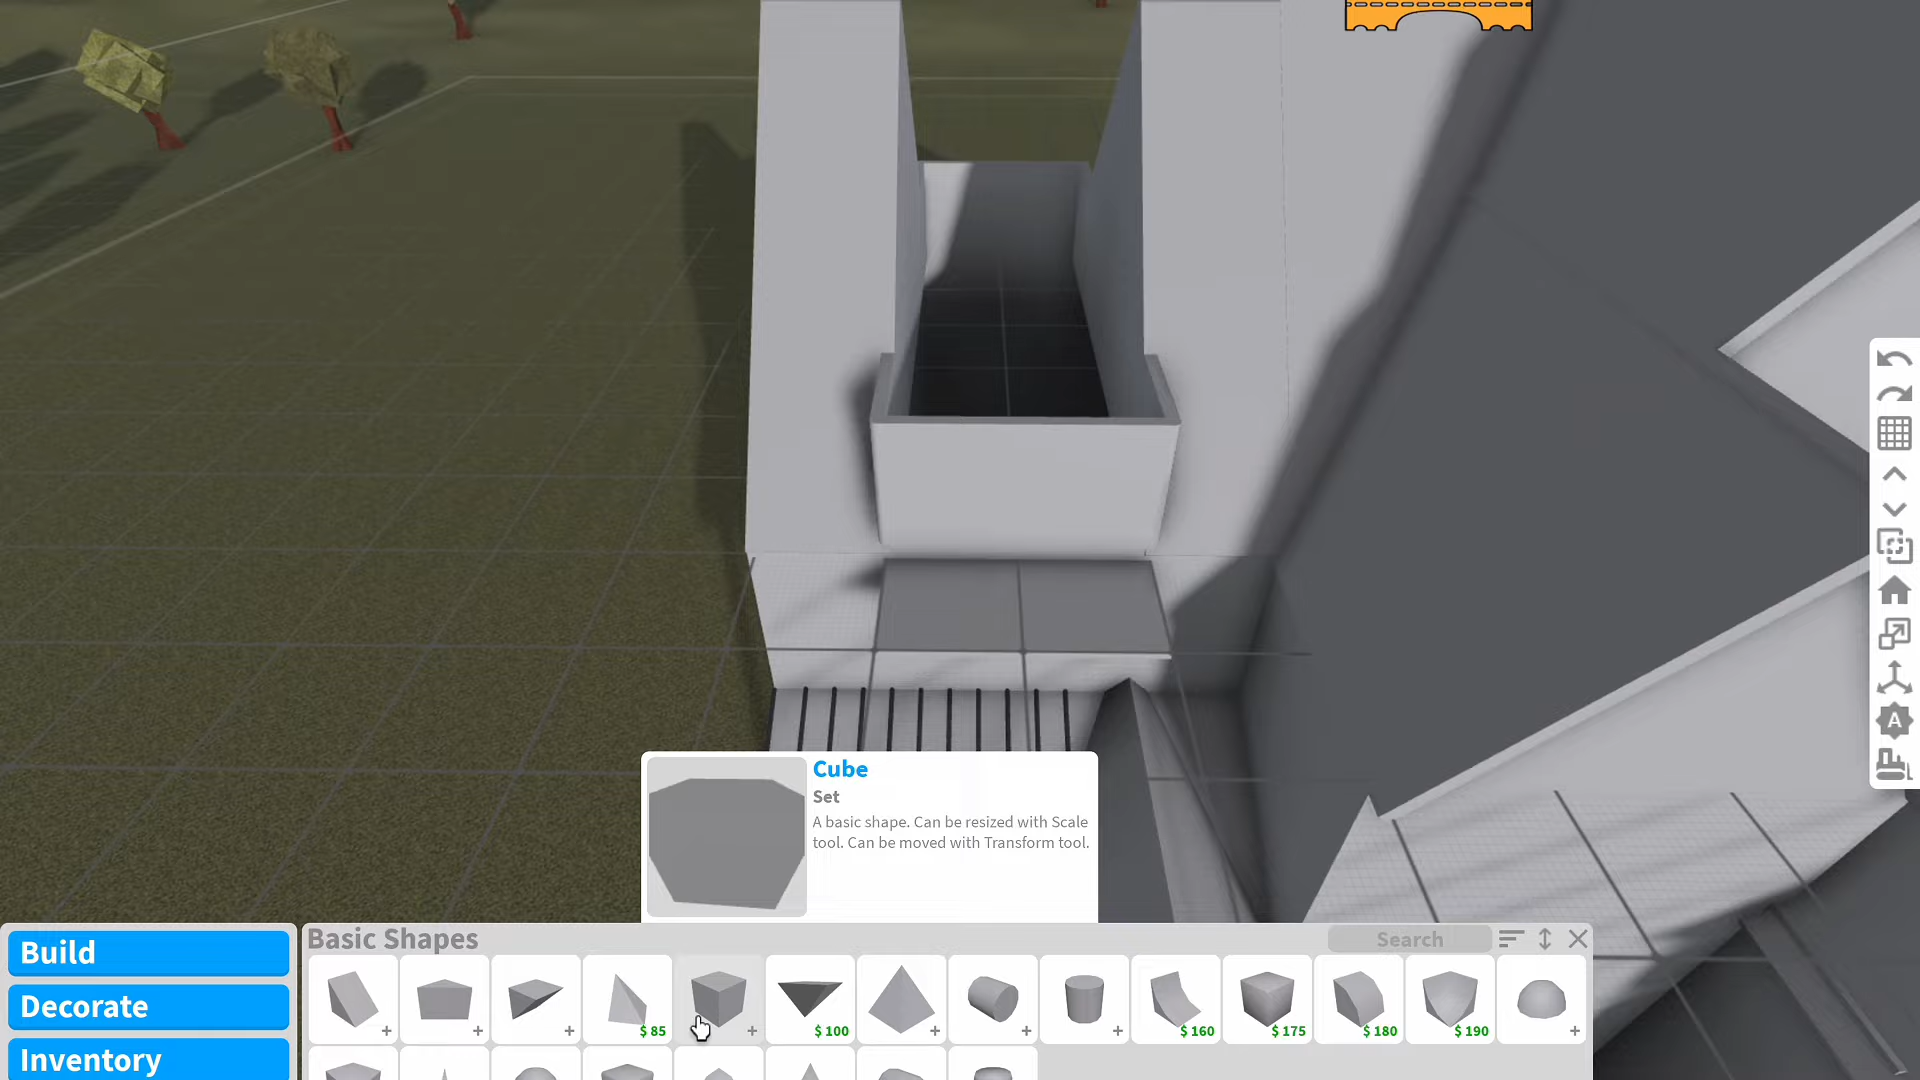 Cube
Set
A basic shape. Can be resized with Scale
tool. Can be moved with Transform tool.
Build
Basic Shapes
Search
Decorate
$ 85
$ 100
$ 160
$ 175
$ 180
$ 190
Inventory
A